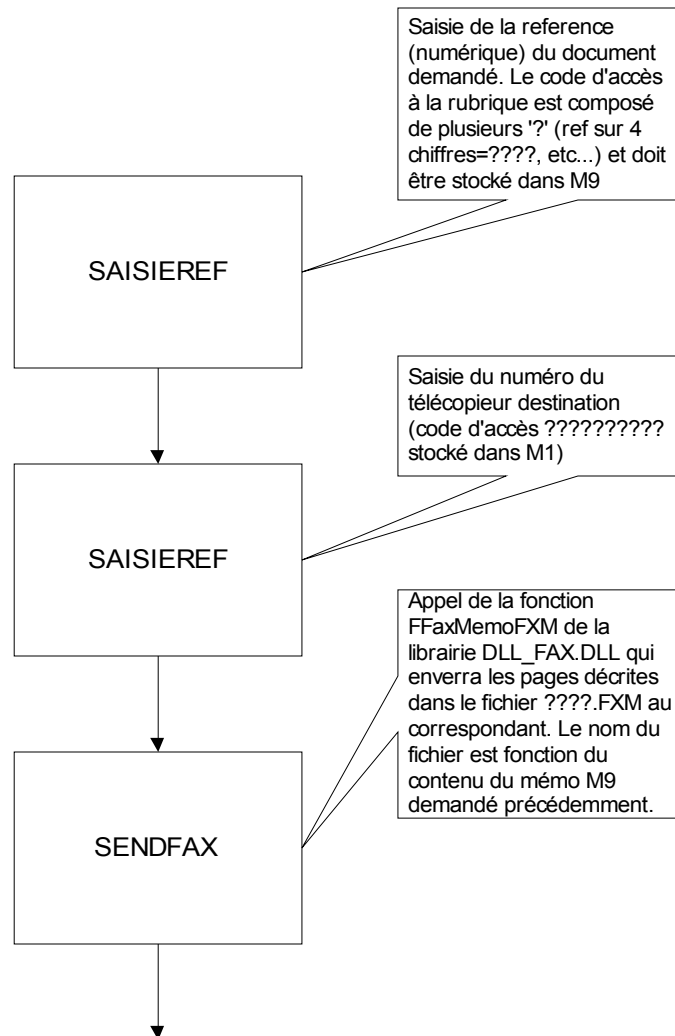 Saisie de la reference
(numérique) du document
demandé. Le code d'accès
à la rubrique est composé
de plusieurs '?' (ref sur 4
chiffres=????, etc...) et doit
être stocké dans M9
SAISIEREF
Saisie du numéro du
télécopieur destination
(code d'accès ??????????
stocké dans M1)
SAISIEREF
Appel de la fonction
FFaxMemoFXM de la
librairie DLL_FAX.DLL qui
enverra les pages décrites
dans le fichier ????.FXM au
correspondant. Le nom du
fichier est fonction du
contenu du mémo M9
demandé précédemment.
SENDFAX